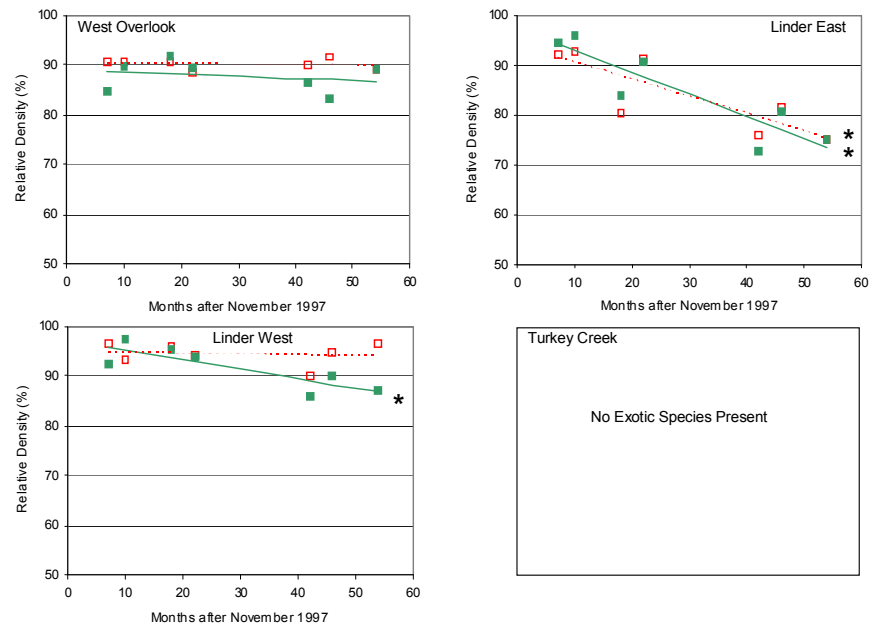 West Overlook
100
90
80
70
60
50
Relative Density (%)
0 10 20 30 40 50 60
Months after November 1997
Linder East
100
90
80
70
60
50
Relative Density (%)
0 10 20 30 40 50 60
Months after November 1997
*
*
Linder West
100
90
80
70
60
50
Relative Density (%)
0 10 20 30 40 50 60
Months after November 1997
*
Turkey Creek
No Exotic Species Present